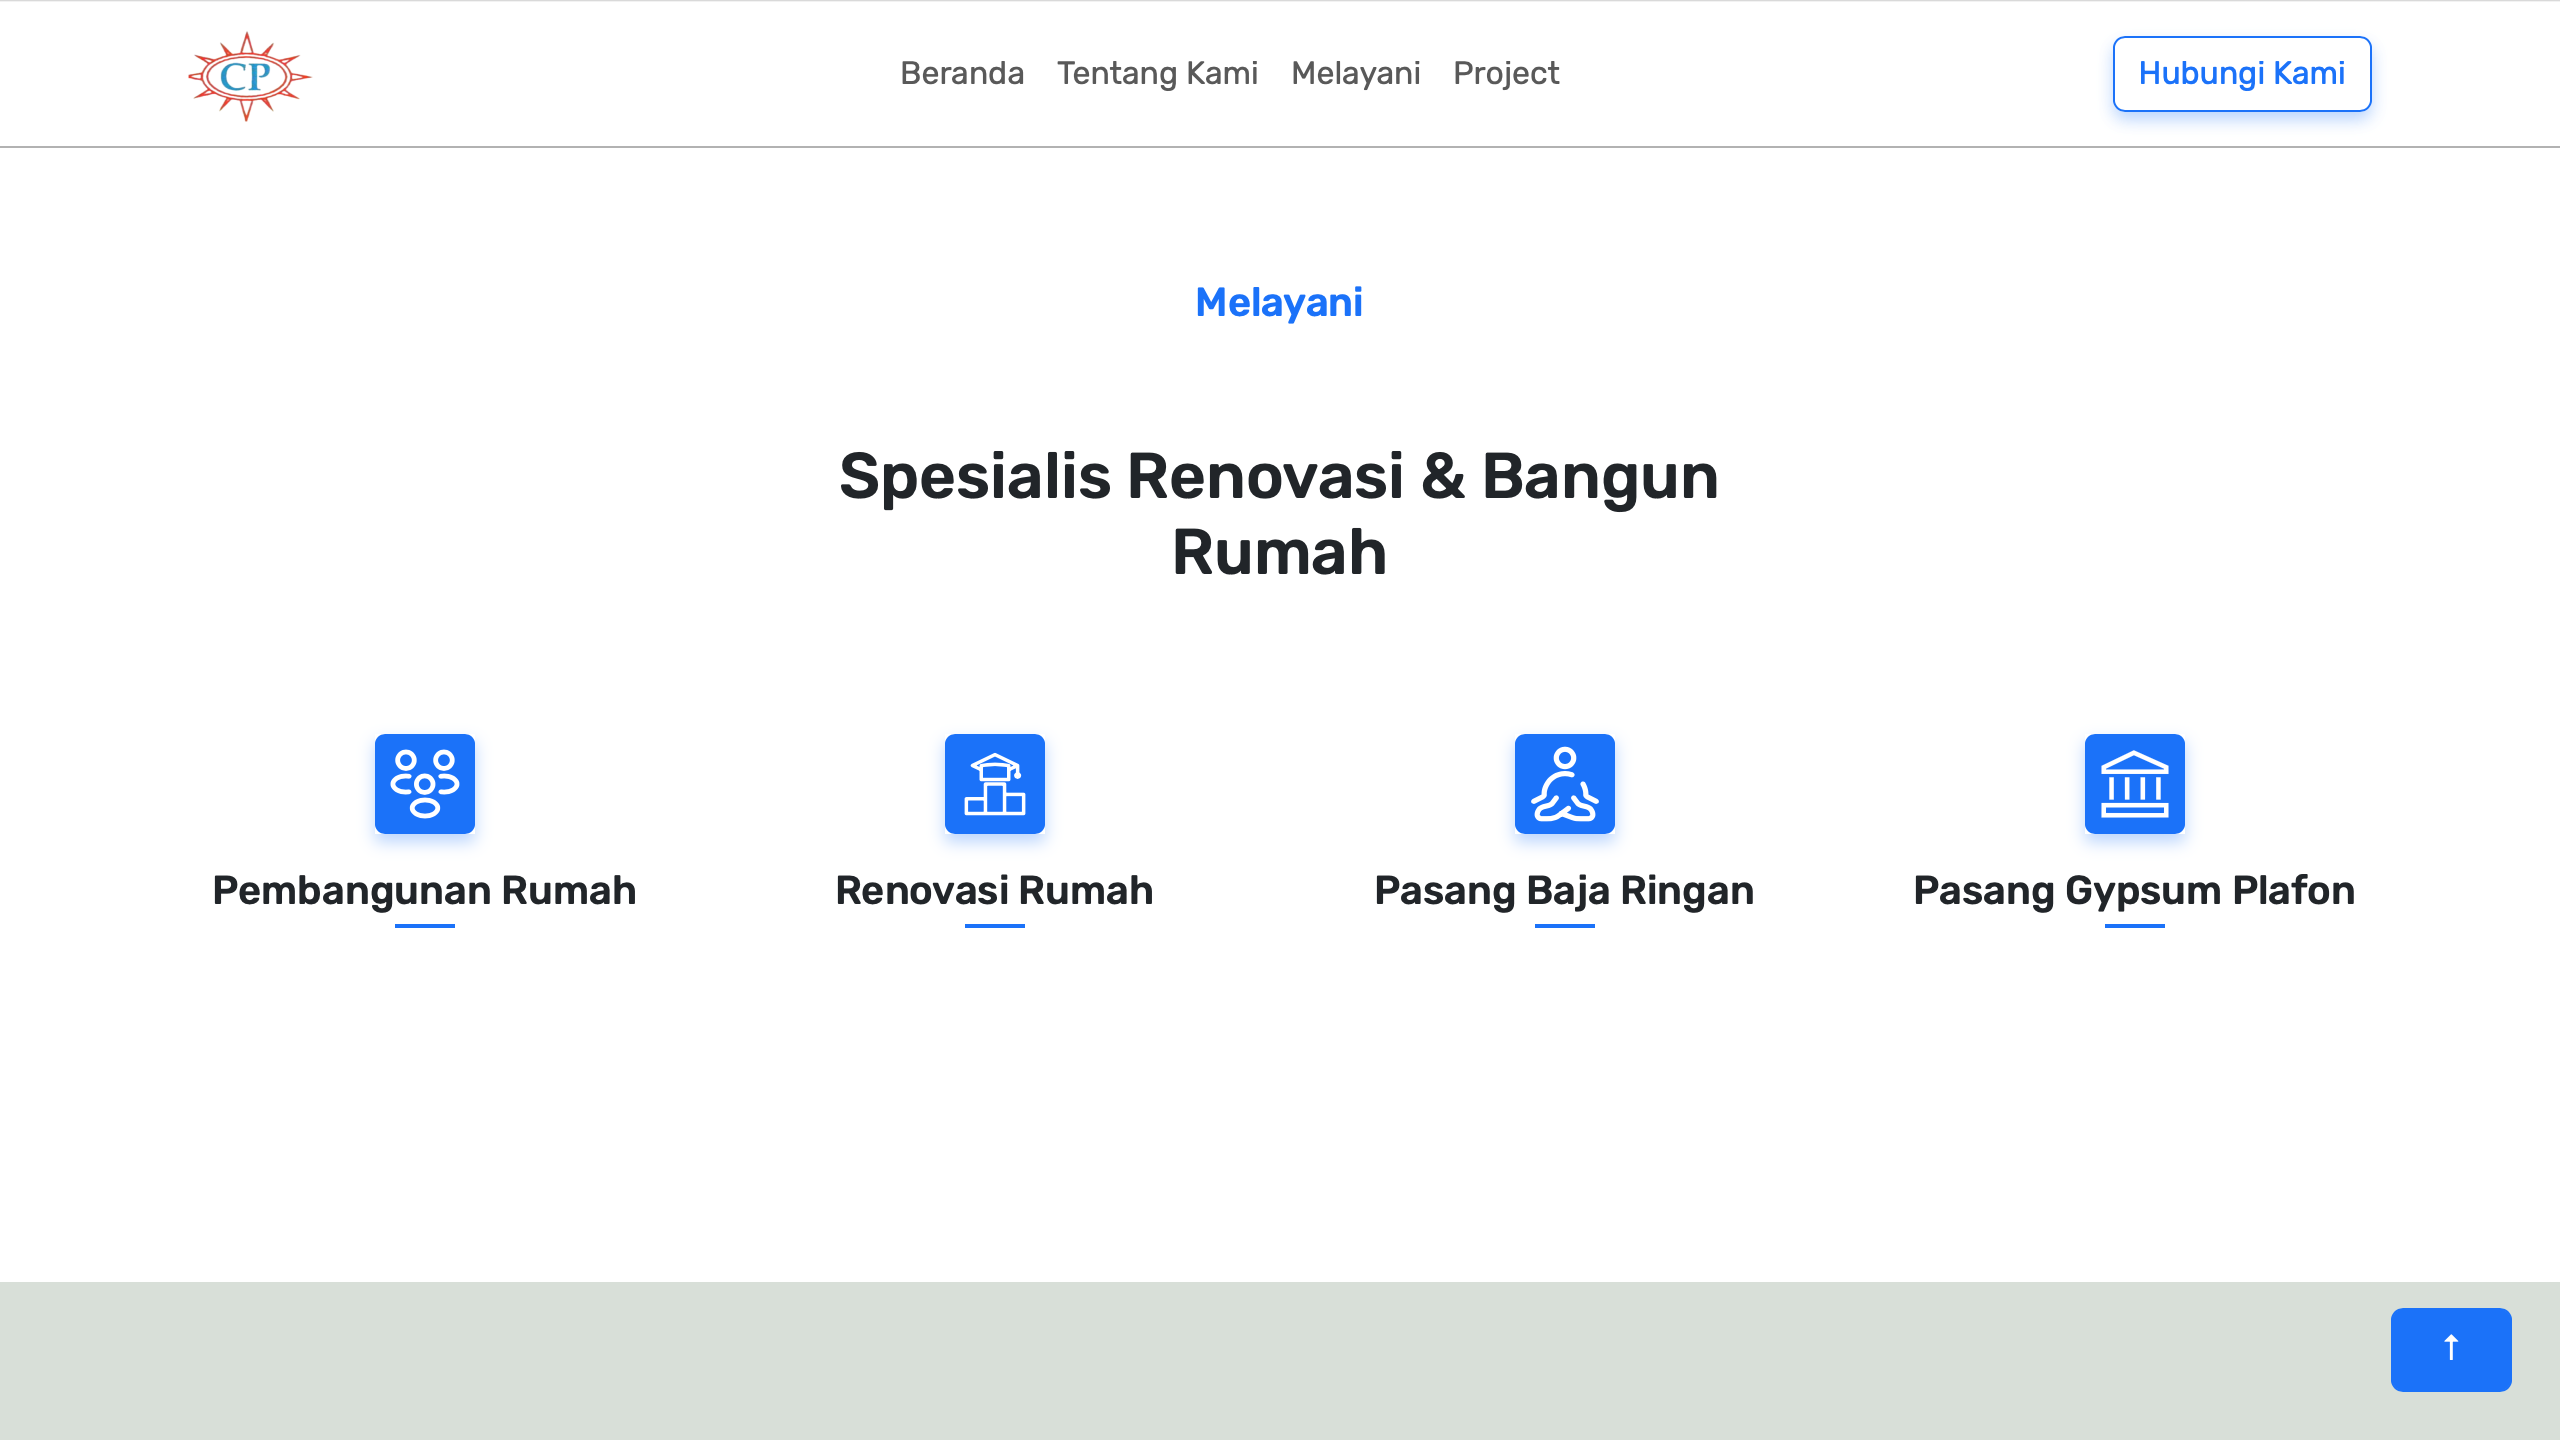 CP
Beranda Tentang Kami Melayani Project
Hubungi Kami
Melayani
Spesialis Renovasi & Bangun
Rumah
Pembangunan Rumah
Renovasi Rumah
Pasang Baja Ringan
Pasang Gypsum Plafon
↑